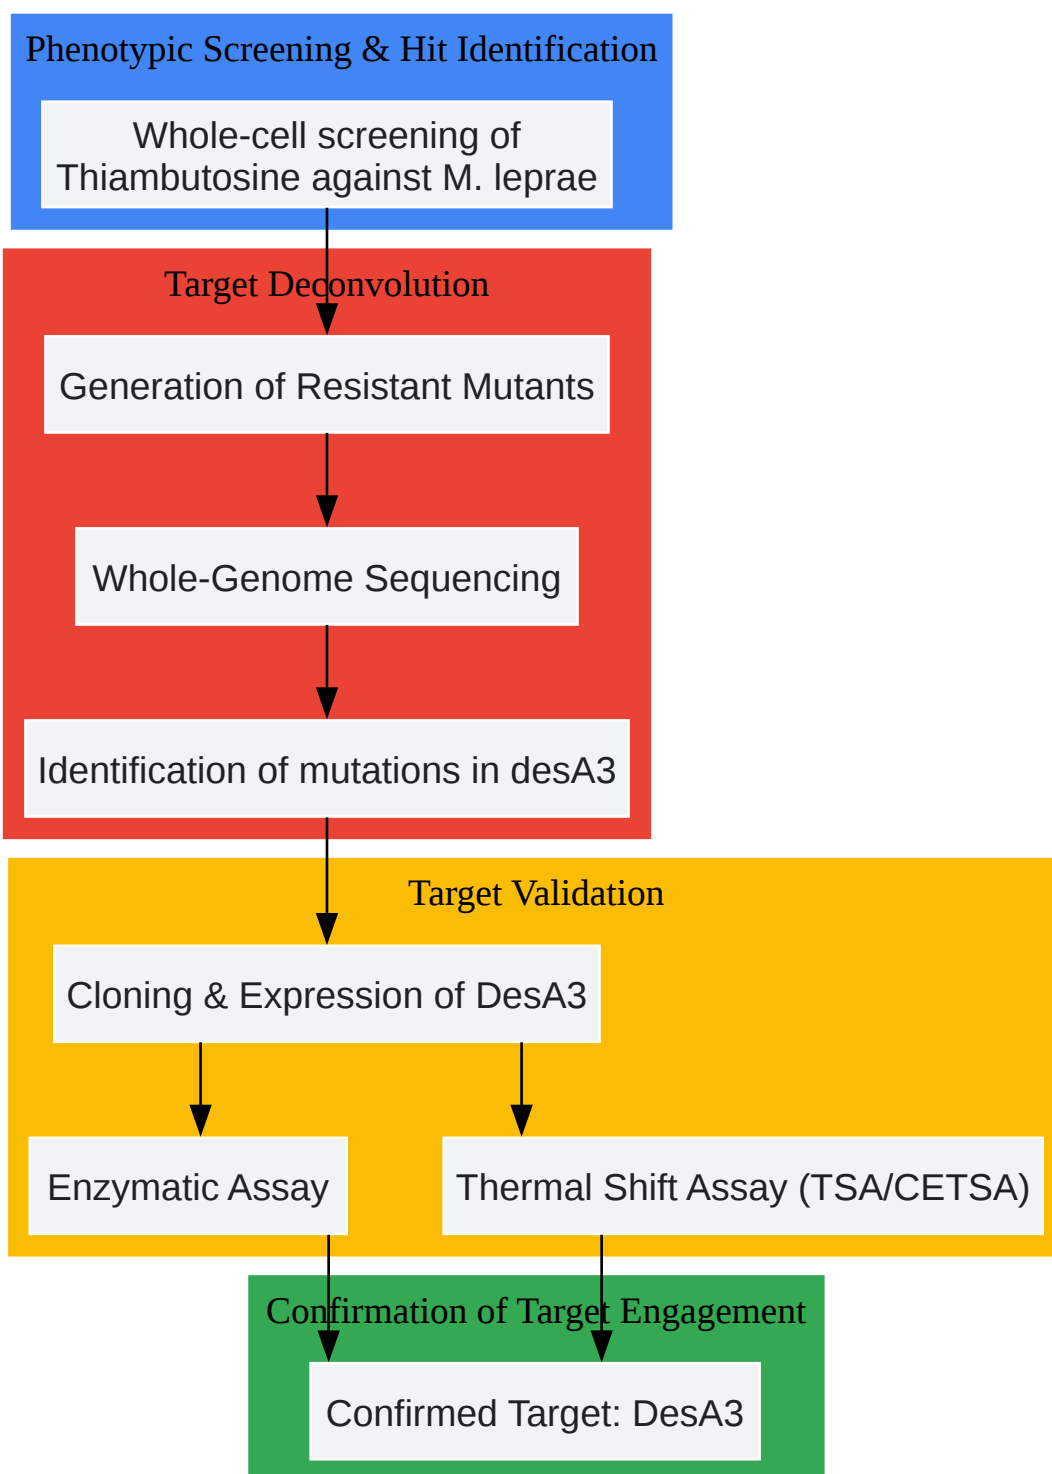 Phenotypic Screening & Hit Identification
Whole-cell screening of
Thiambutosine against M. leprae
Target Deconvolution
Generation of Resistant Mutants
Whole-Genome Sequencing
Identification of mutations in desA3
Target Validation
Cloning & Expression of DesA3
Enzymatic Assay
Thermal Shift Assay (TSA/CETSA)
Confirmation of Target Engagement
Confirmed Target: DesA3